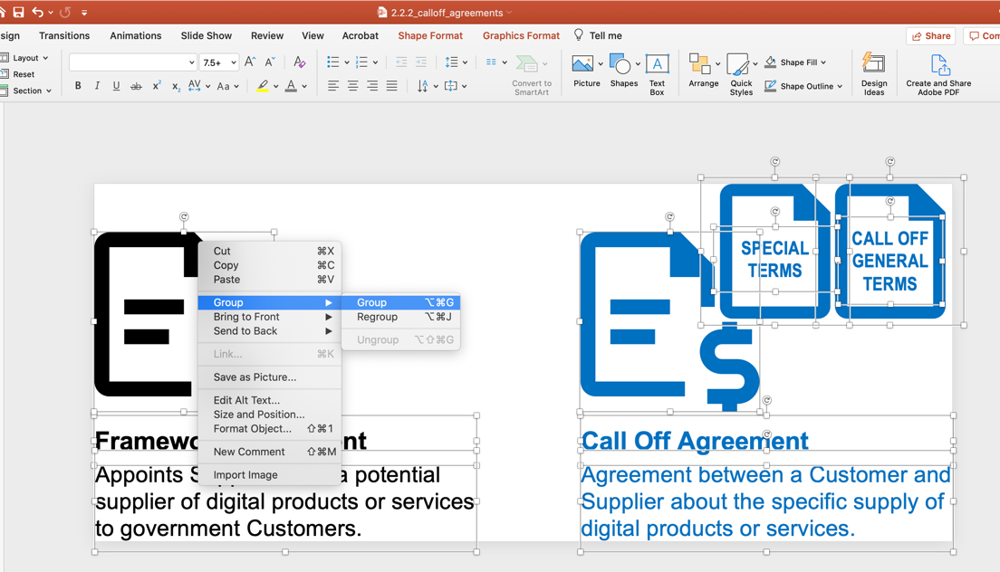 2.2.2_calloff_agreements
sign Transitions Animations Slide Show Review View Acrobat Shape Format Graphics Format Tell me Share Com
Layout
Reset
Section
7.5+ A A A
B I U ab x² x₂ AV Aa A
Convert to
SmartArt
Picture
Shapes
A
Text
Box
Arrange
Quick
Styles
Shape Fill
Shape Outline
Design
Ideas
Create and Share
Adobe PDF
Cut ⌘X
Copy ⌘C
Paste ⌘V
Group
Bring to Front
Send to Back
Link... ⌘K
Save as Picture...
Edit Alt Text...
Size and Position...
Format Object... ⇧⌘1
New Comment ⇧⌘M
Import Image
Group ⌥⌘G
Regroup ⌥⌘J
Ungroup ⌥⇧⌘G
SPECIAL
TERMS
CALL OFF
GENERAL
TERMS
$
Framewo nt
Appoints S a potential
supplier of digital products or services
to government Customers.
Call Off Agreement
Agreement between a Customer and
Supplier about the specific supply of
digital products or services.